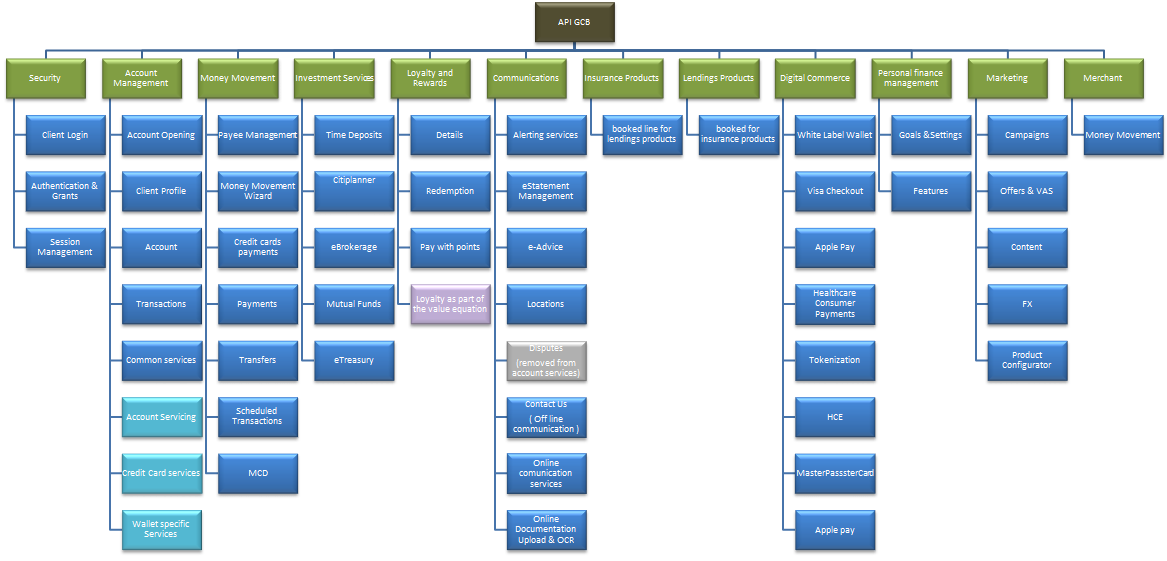 API GCB
Security
Client Login
Authentication &
Grants
Session
Management
Account
Management
Account Opening
Client Profile
Account
Transactions
Common services
Account Servicing
Credit Card services
Wallet specific
Services
Money Movement
Payee Management
Money Movement
Wizard
Credit cards
payments
Payments
Transfers
Scheduled
Transactions
MCD
Investment Services
Time Deposits
Citiplanner
eBrokerage
Mutual Funds
eTreasury
Loyalty and
Rewards
Details
Redemption
Pay with points
Loyalty as part of
the value equation
Communications
Alerting services
eStatement
Management
e-Advice
Locations
Disputes
(removed from
account services)
Contact Us
( Off line
communication )
Online
comunication
services
Online
Documentation
Upload & OCR
Insurance Products
booked line for
lendings products
Lendings Products
booked for
insurance products
Digital Commerce
White Label Wallet
Visa Checkout
Apple Pay
Healthcare
Consumer
Payments
Tokenization
HCE
MasterPasssterCard
Apple pay
Personal finance
management
Goals &Settings
Features
Marketing
Campaigns
Offers & VAS
Content
FX
Product
Configurator
Merchant
Money Movement